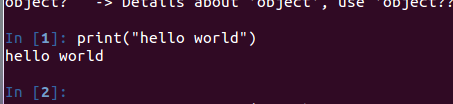 object?   -> Details about 'object', use 'object??
In [1]: print("hello world")
hello world
In [2]: